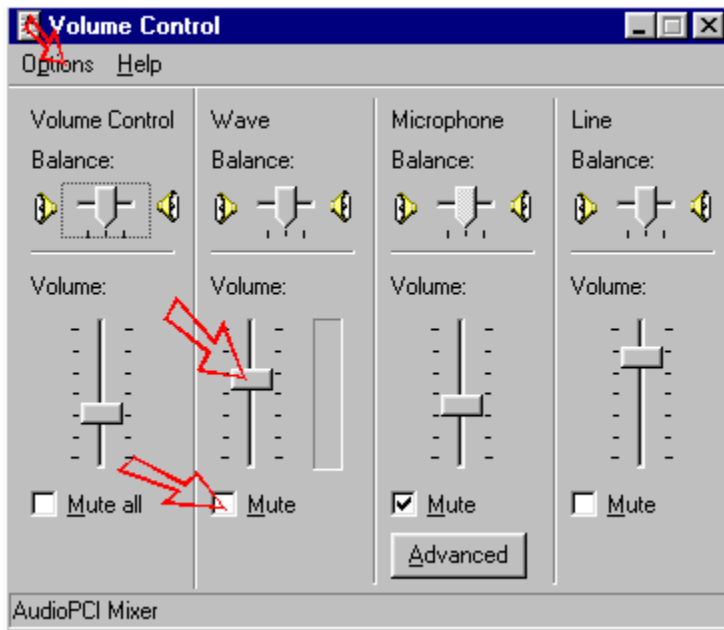 Volume Control
Options Help
Volume Control
Balance:
Volume:
Mute all
Wave
Balance:
Volume:
Mute
Microphone
Balance:
Volume:
Mute
Advanced
Line
Balance:
Volume:
Mute
AudioPCI Mixer